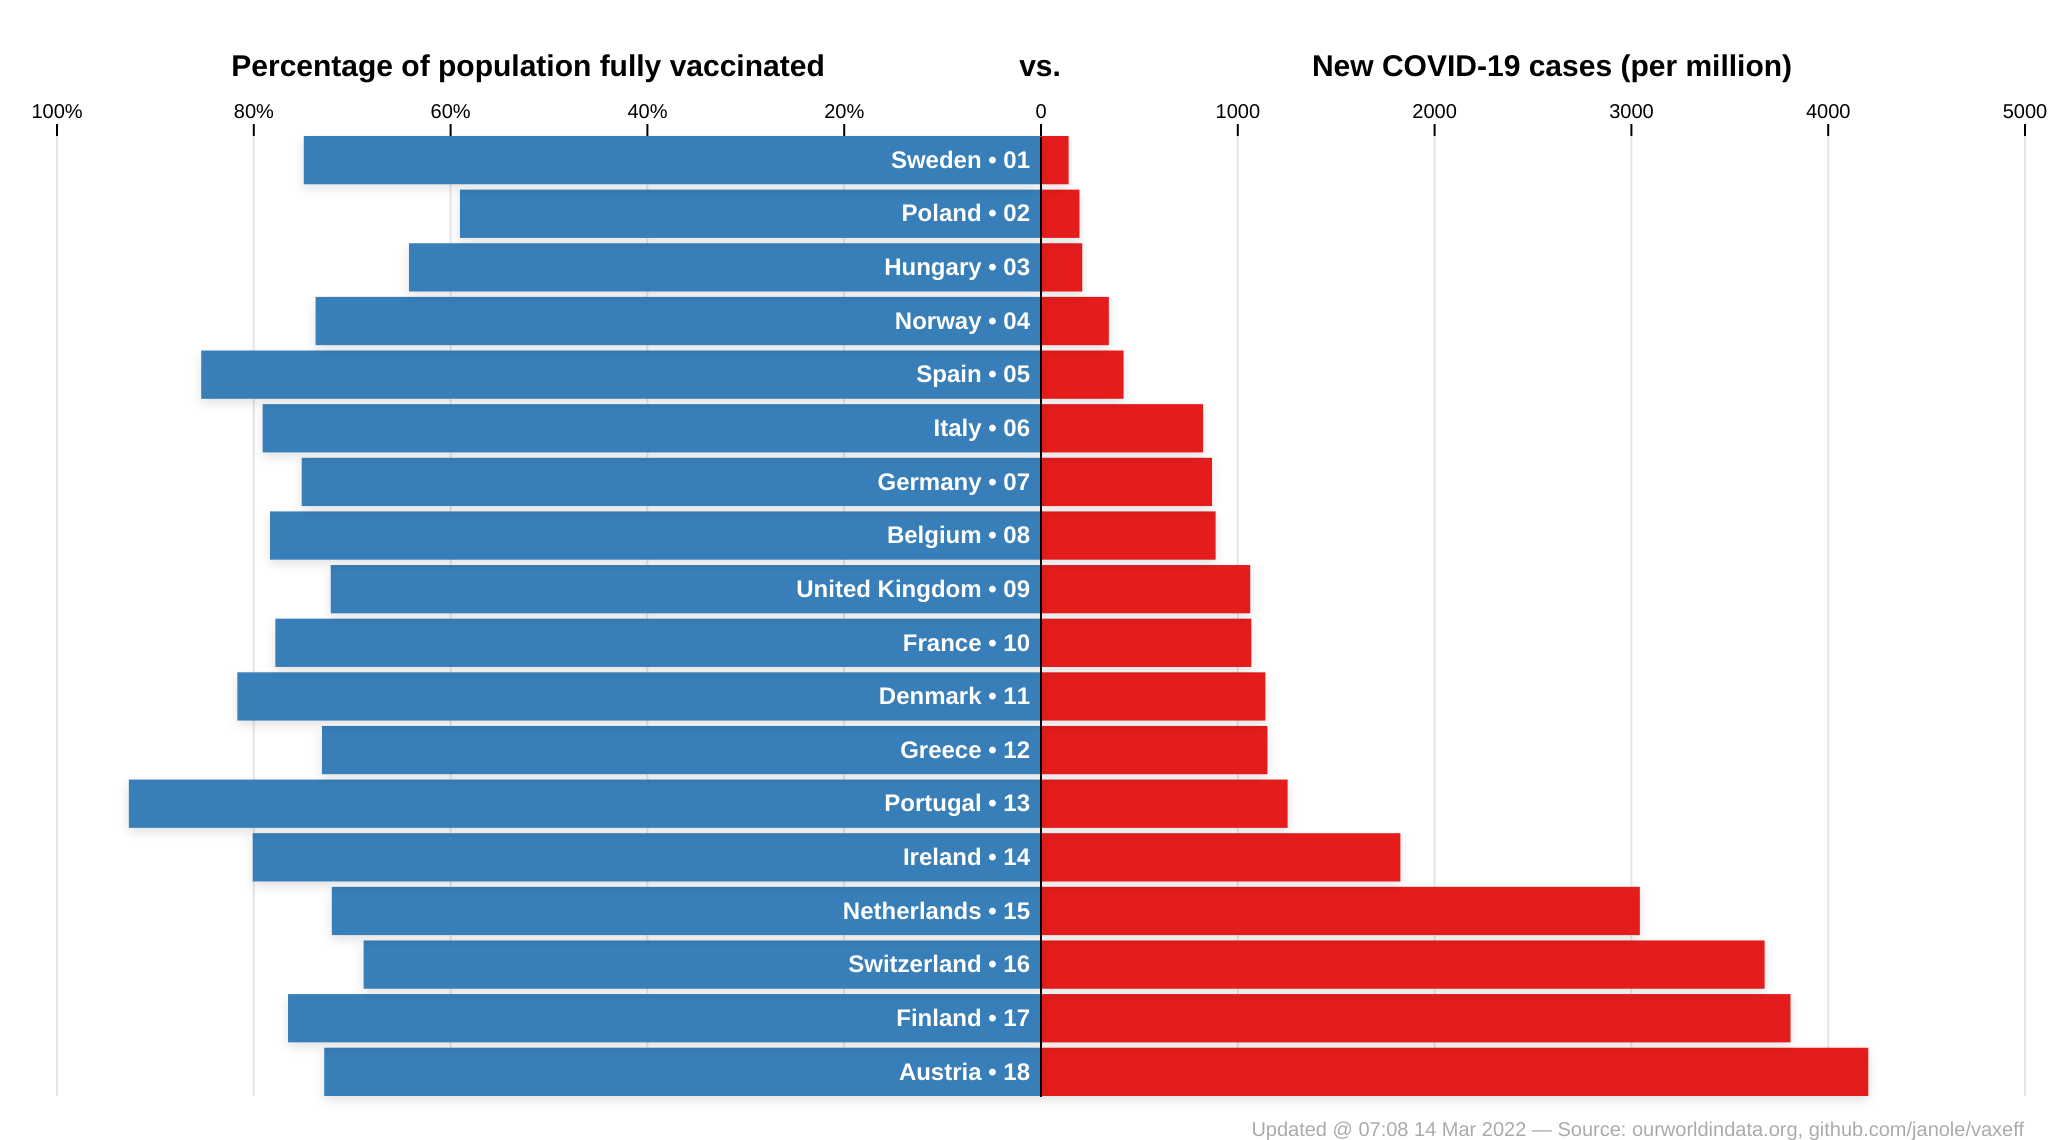 Percentage of population fully vaccinated vs. New COVID-19 cases (per million)
100% 80% 60% 40% 20% 0 1000 2000 3000 4000 5000
Sweden • 01
Poland • 02
Hungary • 03
Norway • 04
Spain • 05
Italy • 06
Germany • 07
Belgium • 08
United Kingdom • 09
France • 10
Denmark • 11
Greece • 12
Portugal • 13
Ireland • 14
Netherlands • 15
Switzerland • 16
Finland • 17
Austria • 18
Updated @ 07:08 14 Mar 2022 — Source: ourworldindata.org, github.com/janole/vaxeff